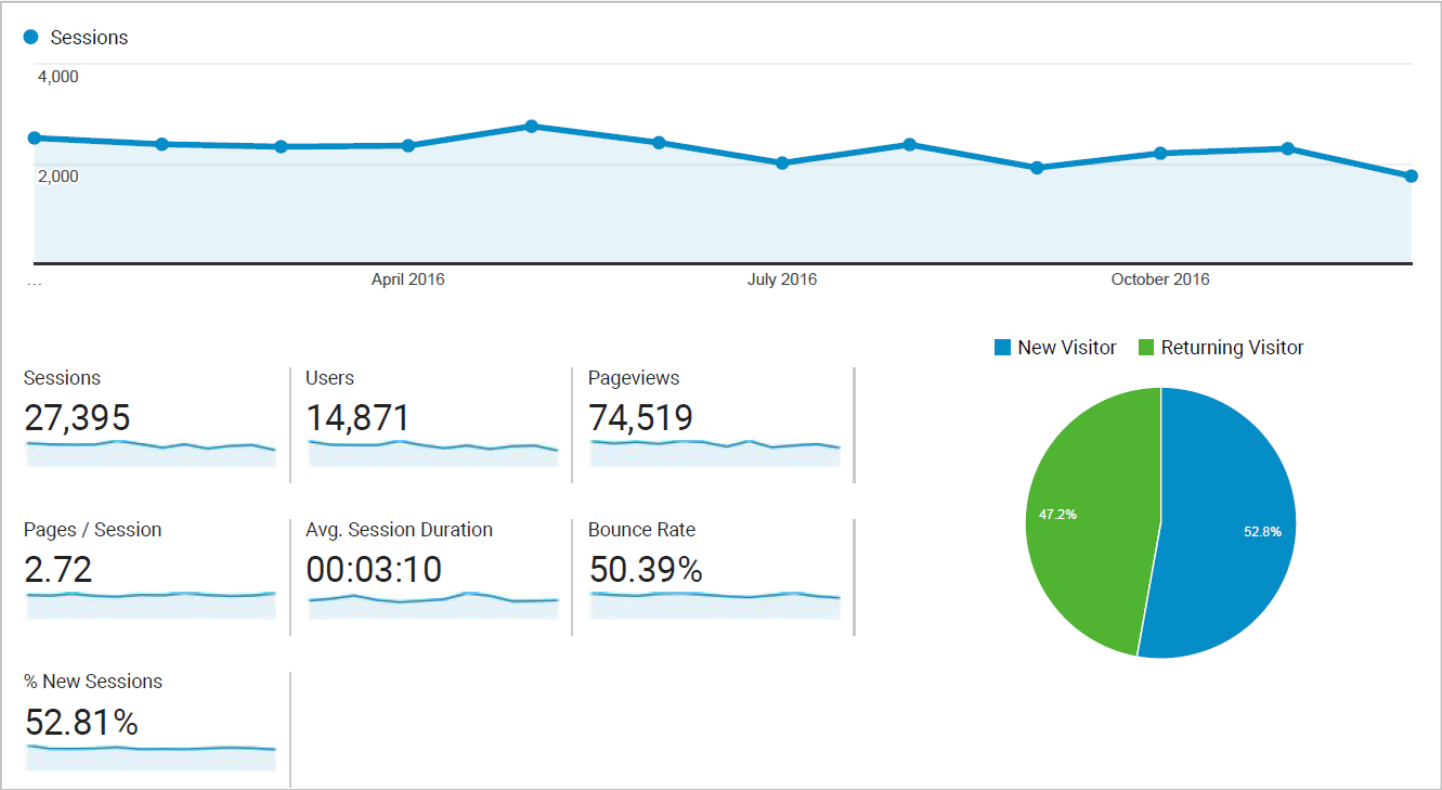 Sessions
4,000
2,000
...
April 2016
July 2016
October 2016
New Visitor
Returning Visitor
Sessions
27,395
Users
14,871
Pageviews
74,519
Pages / Session
2.72
Avg. Session Duration
00:03:10
Bounce Rate
50.39%
% New Sessions
52.81%
47.2%
52.8%